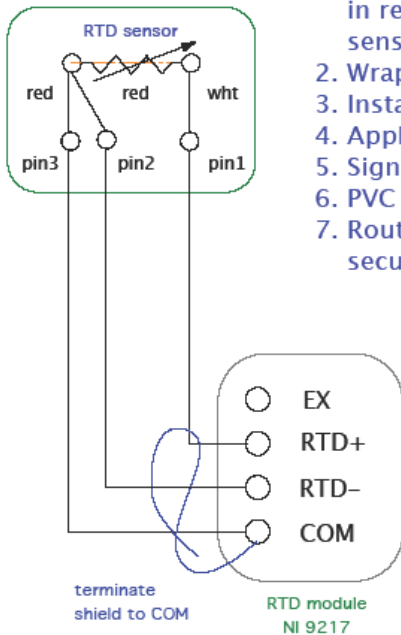 RTD sensor
red
red
wht
pin3
pin2
pin1
in re
sens
2. Wrap
3. Insta
4. Appl
5. Sign
6. PVC
7. Rout
secu
EX
RTD+
RTD-
COM
terminate
shield to COM
RTD module
NI 9217